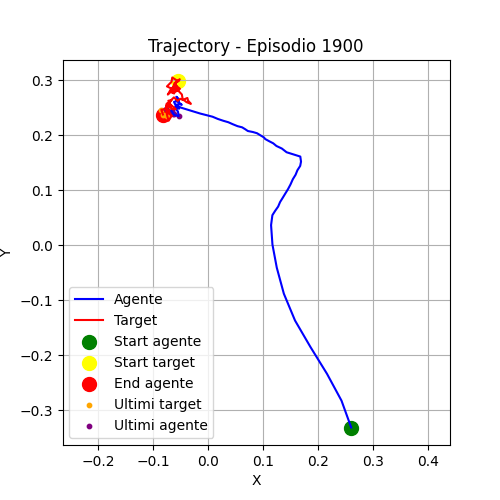 Trajectory - Episodio 1900
0.3
0.2
0.1
0.0
−0.1
−0.2
−0.3
Y
Agente
Target
Start agente
Start target
End agente
Ultimi target
Ultimi agente
−0.2
−0.1
0.0
0.1
0.2
0.3
0.4
X